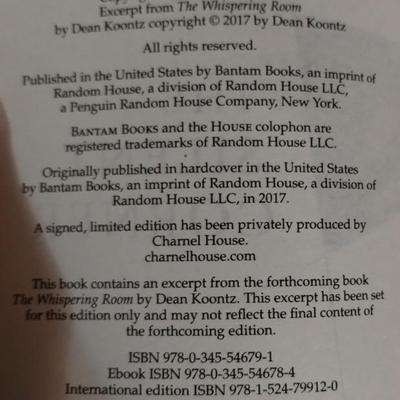 Excerpt from The Whispering Room
by Dean Koontz copyright © 2017 by Dean Koontz
All rights reserved.
Published in the United States by Bantam Books, an imprint of
Random House, a division of Random House LLC,
a Penguin Random House Company, New York.
BANTAM BOOKS and the HOUSE colophon are
registered trademarks of Random House LLC.
Originally published in hardcover in the United States
by Bantam Books, an imprint of Random House, a division of
Random House LLC, in 2017.
A signed, limited edition has been privately produced by
Charnel House.
charnelhouse.com
This book contains an excerpt from the forthcoming book
The Whispering Room by Dean Koontz. This excerpt has been set
for this edition only and may not reflect the final content of
the forthcoming edition.
ISBN 978-0-345-54679-1
Ebook ISBN 978-0-345-54678-4
International edition ISBN 978-1-524-79912-0